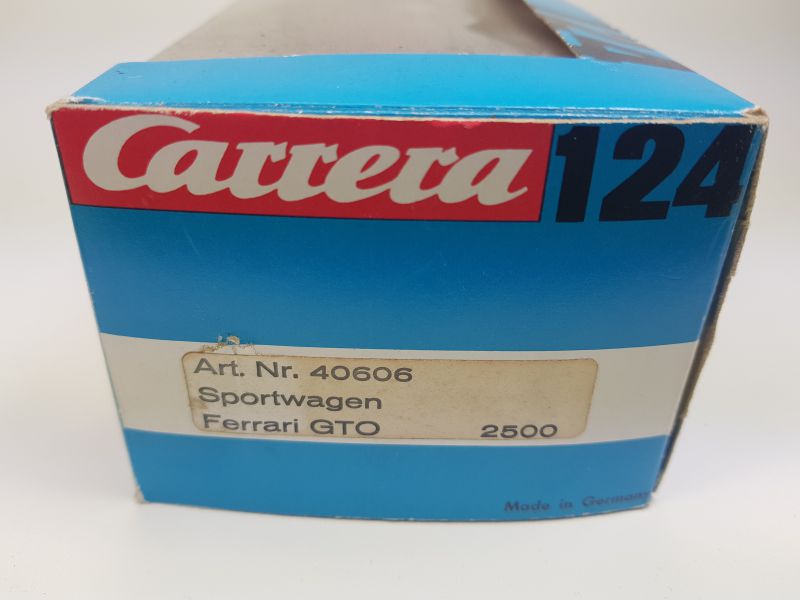 Carrera 124
Art. Nr. 40606
Sportwagen
Ferrari GTO 2500
Made in Germany